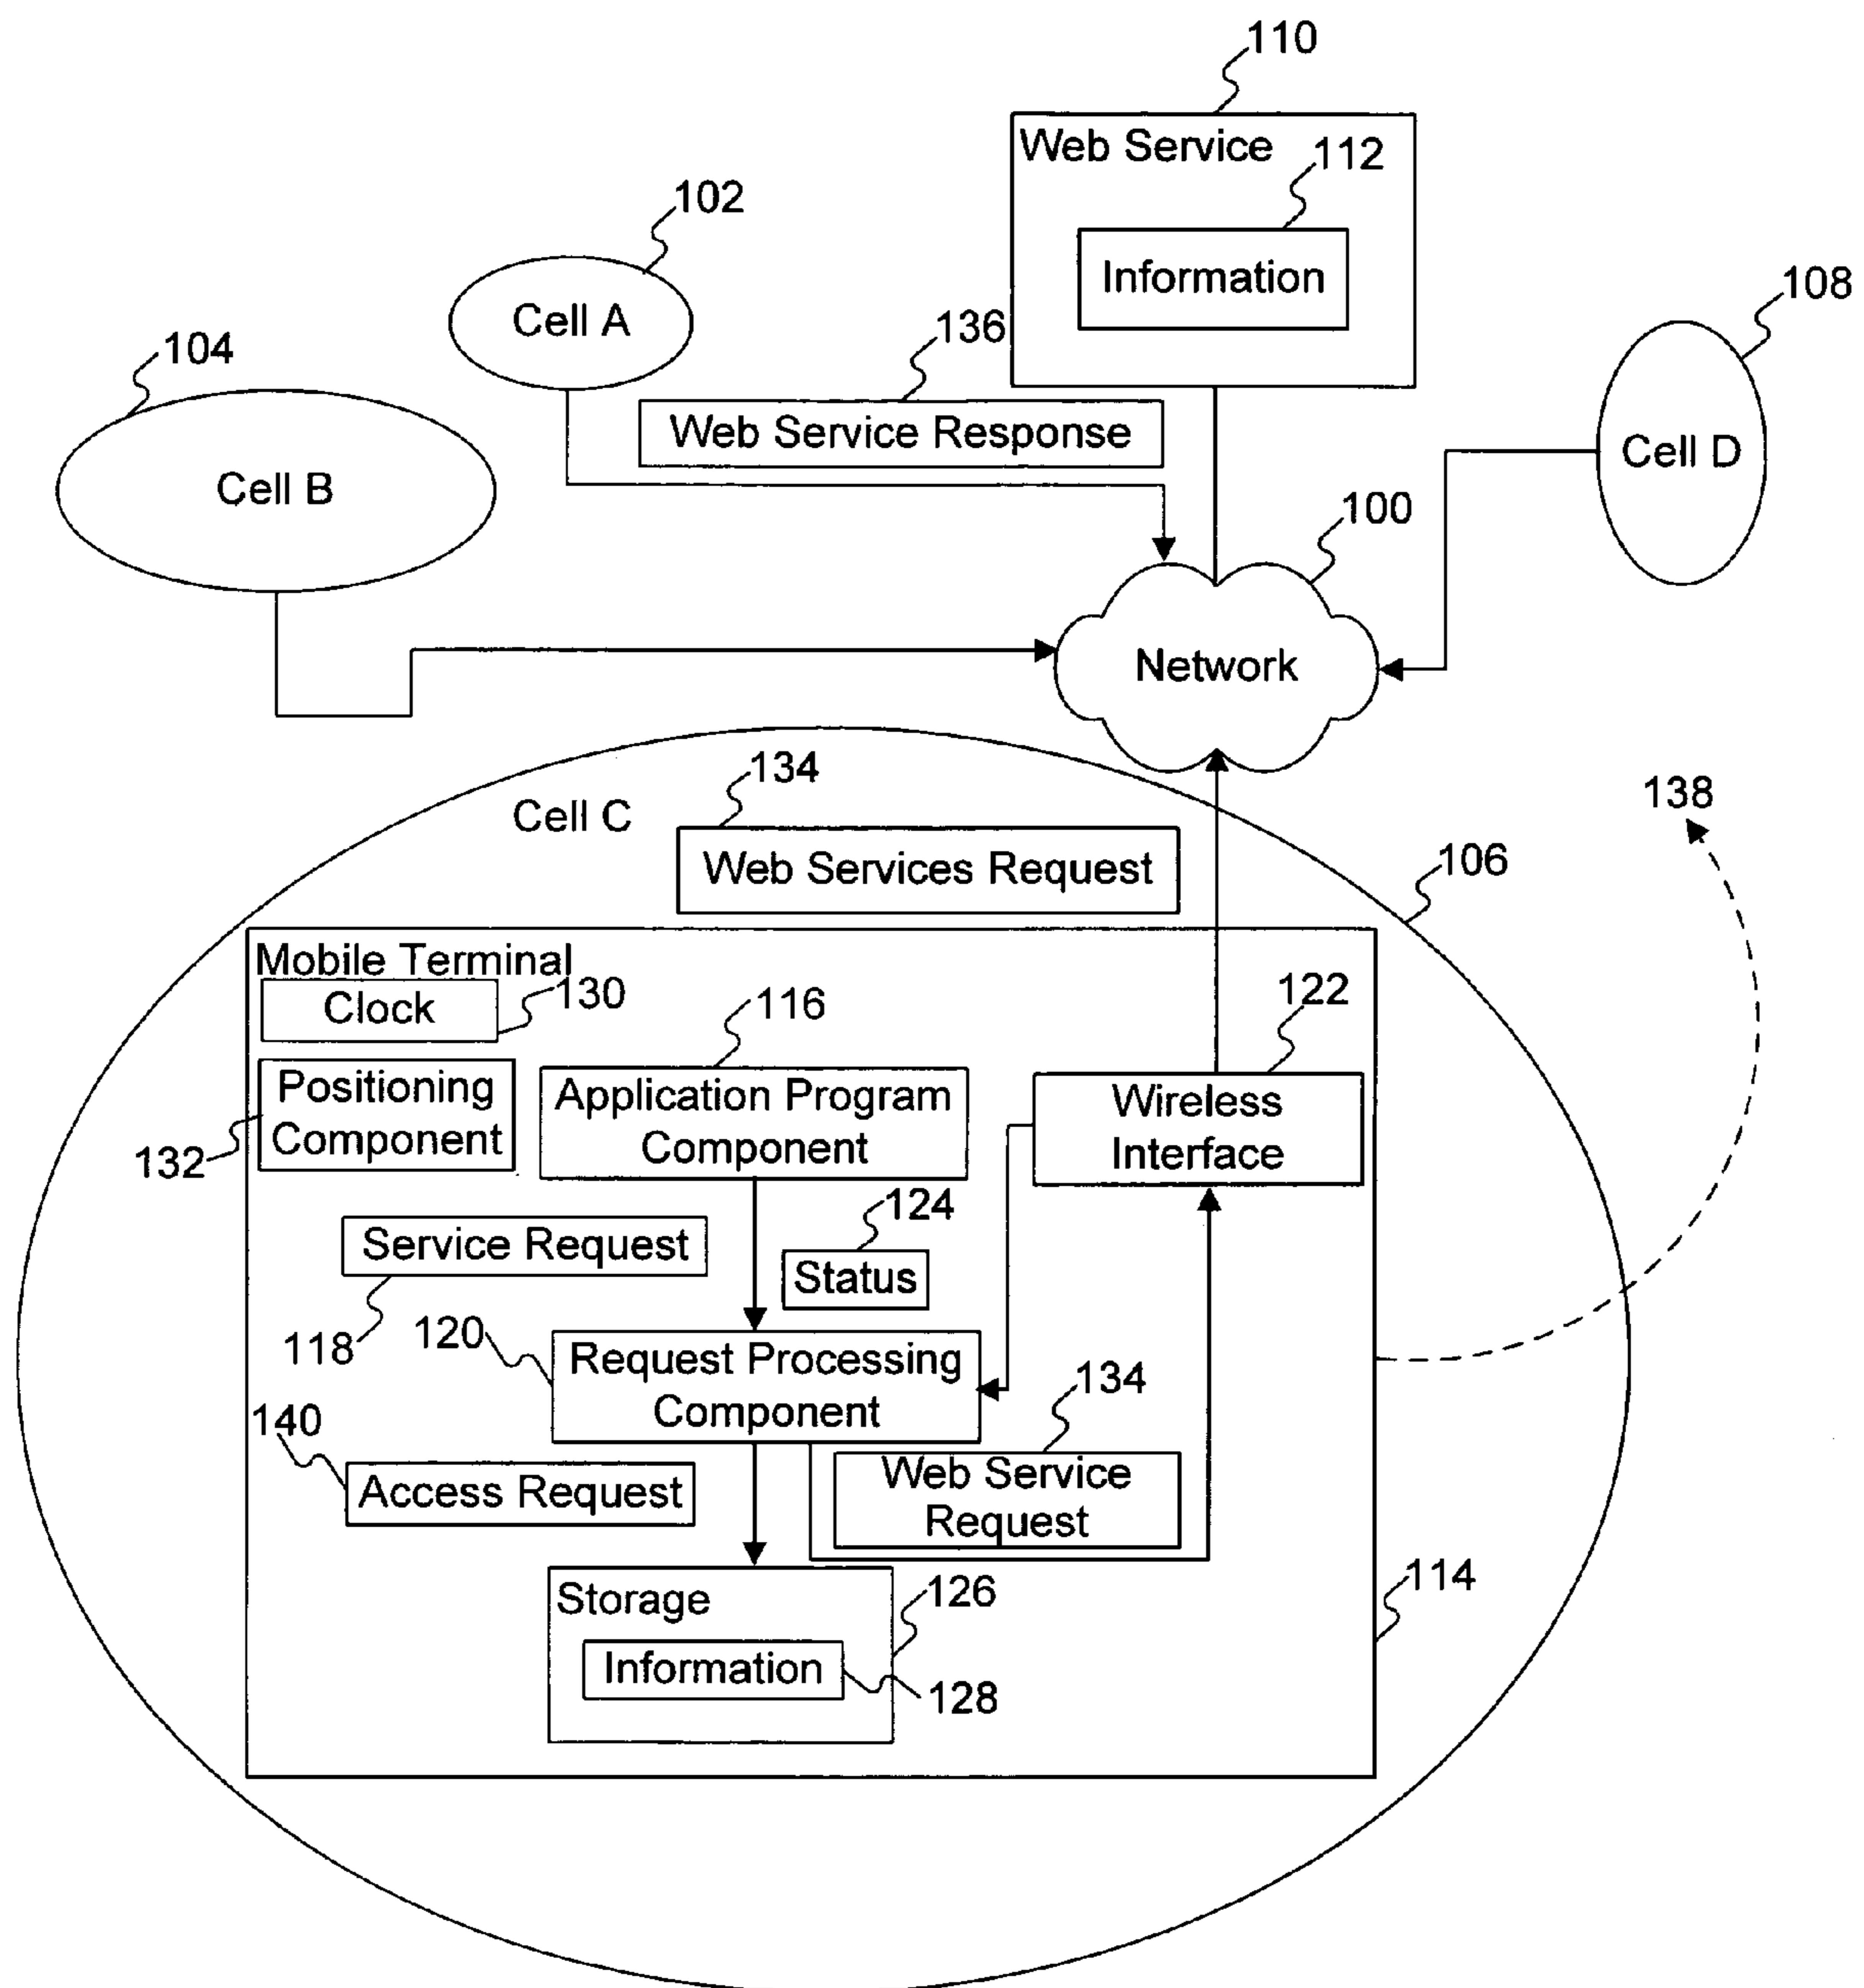 110
Web Service
112
102
Information
108
Cell A
136
104
Web Service Response
Cell D
Cell B
100
Network
134
138
Cell C
106
Web Services Request
Mobile Terminal
Clock
130
116
122
Positioning
Component
132
Application Program
Component
Wireless
Interface
124
Service Request
Status
118
120
Request Processing
Component
134
140
Access Request
Web Service
Request
114
126
Storage
Information
128